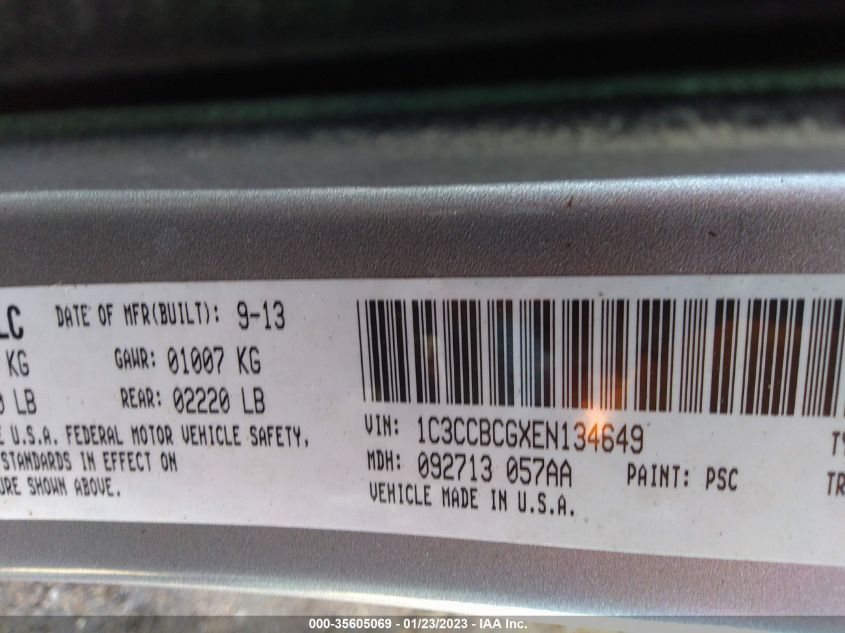 LC DATE OF MFR(BUILT): 9-13
KG GAWR: 01007 KG
LB REAR: 02220 LB
U.S.A. FEDERAL MOTOR VEHICLE SAFETY,
STANDARDS IN EFFECT ON
URE SHOWN ABOVE.
VIN: 1C3CCBCGXEN134649
MDH: 092713 057AA PAINT: PSC
VEHICLE MADE IN U.S.A.
TR
000-35605069 - 01/23/2023 - IAA Inc.